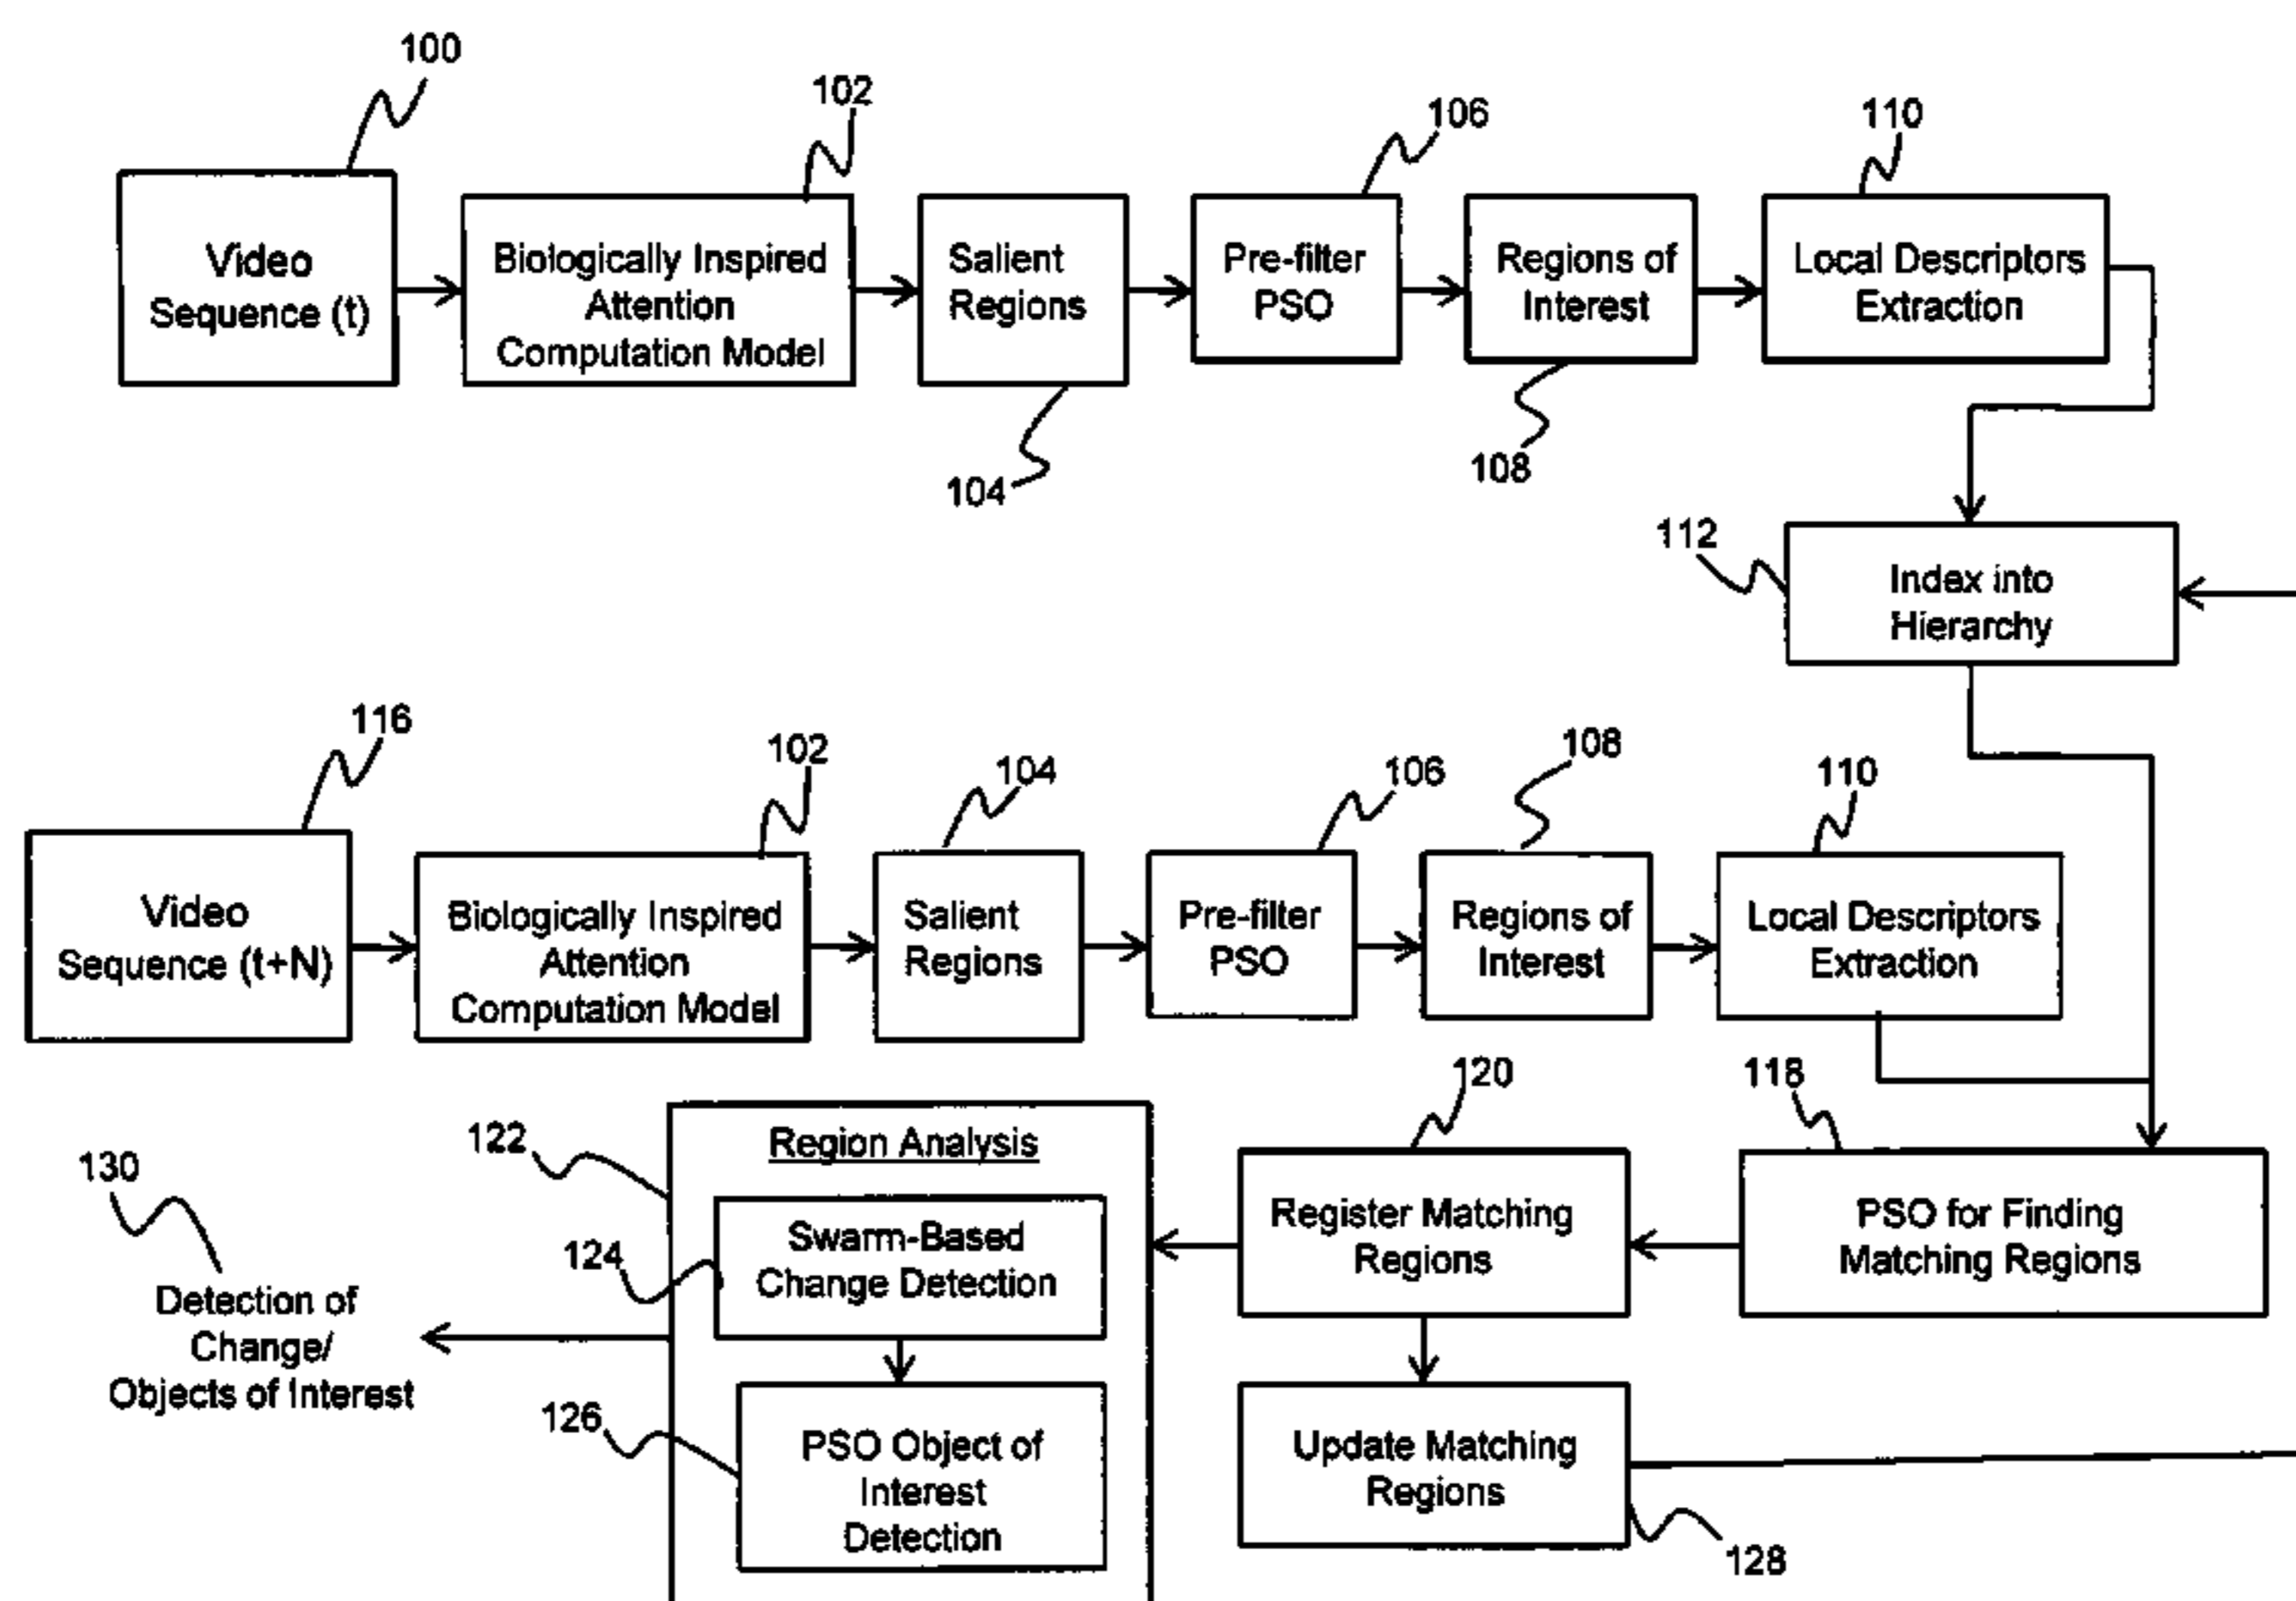 100
102
106
110
Video
Sequence (t)
Biologically Inspired
Attention
Computation Model
Salient
Regions
Pre-filter
PSO
Regions of
Interest
Local Descriptors
Extraction
104
108
112
Index into
Hierarchy
116
102
104
106
108
110
Video
Sequence (t+N)
Biologically Inspired
Attention
Computation Model
Salient
Regions
Pre-filter
PSO
Regions of
Interest
Local Descriptors
Extraction
118
PSO for Finding
Matching Regions
120
Register Matching
Regions
122
Region Analysis
124
Swarm-Based
Change Detection
126
PSO Object of
Interest
Detection
Update Matching
Regions
128
130
Detection of
Change/
Objects of Interest